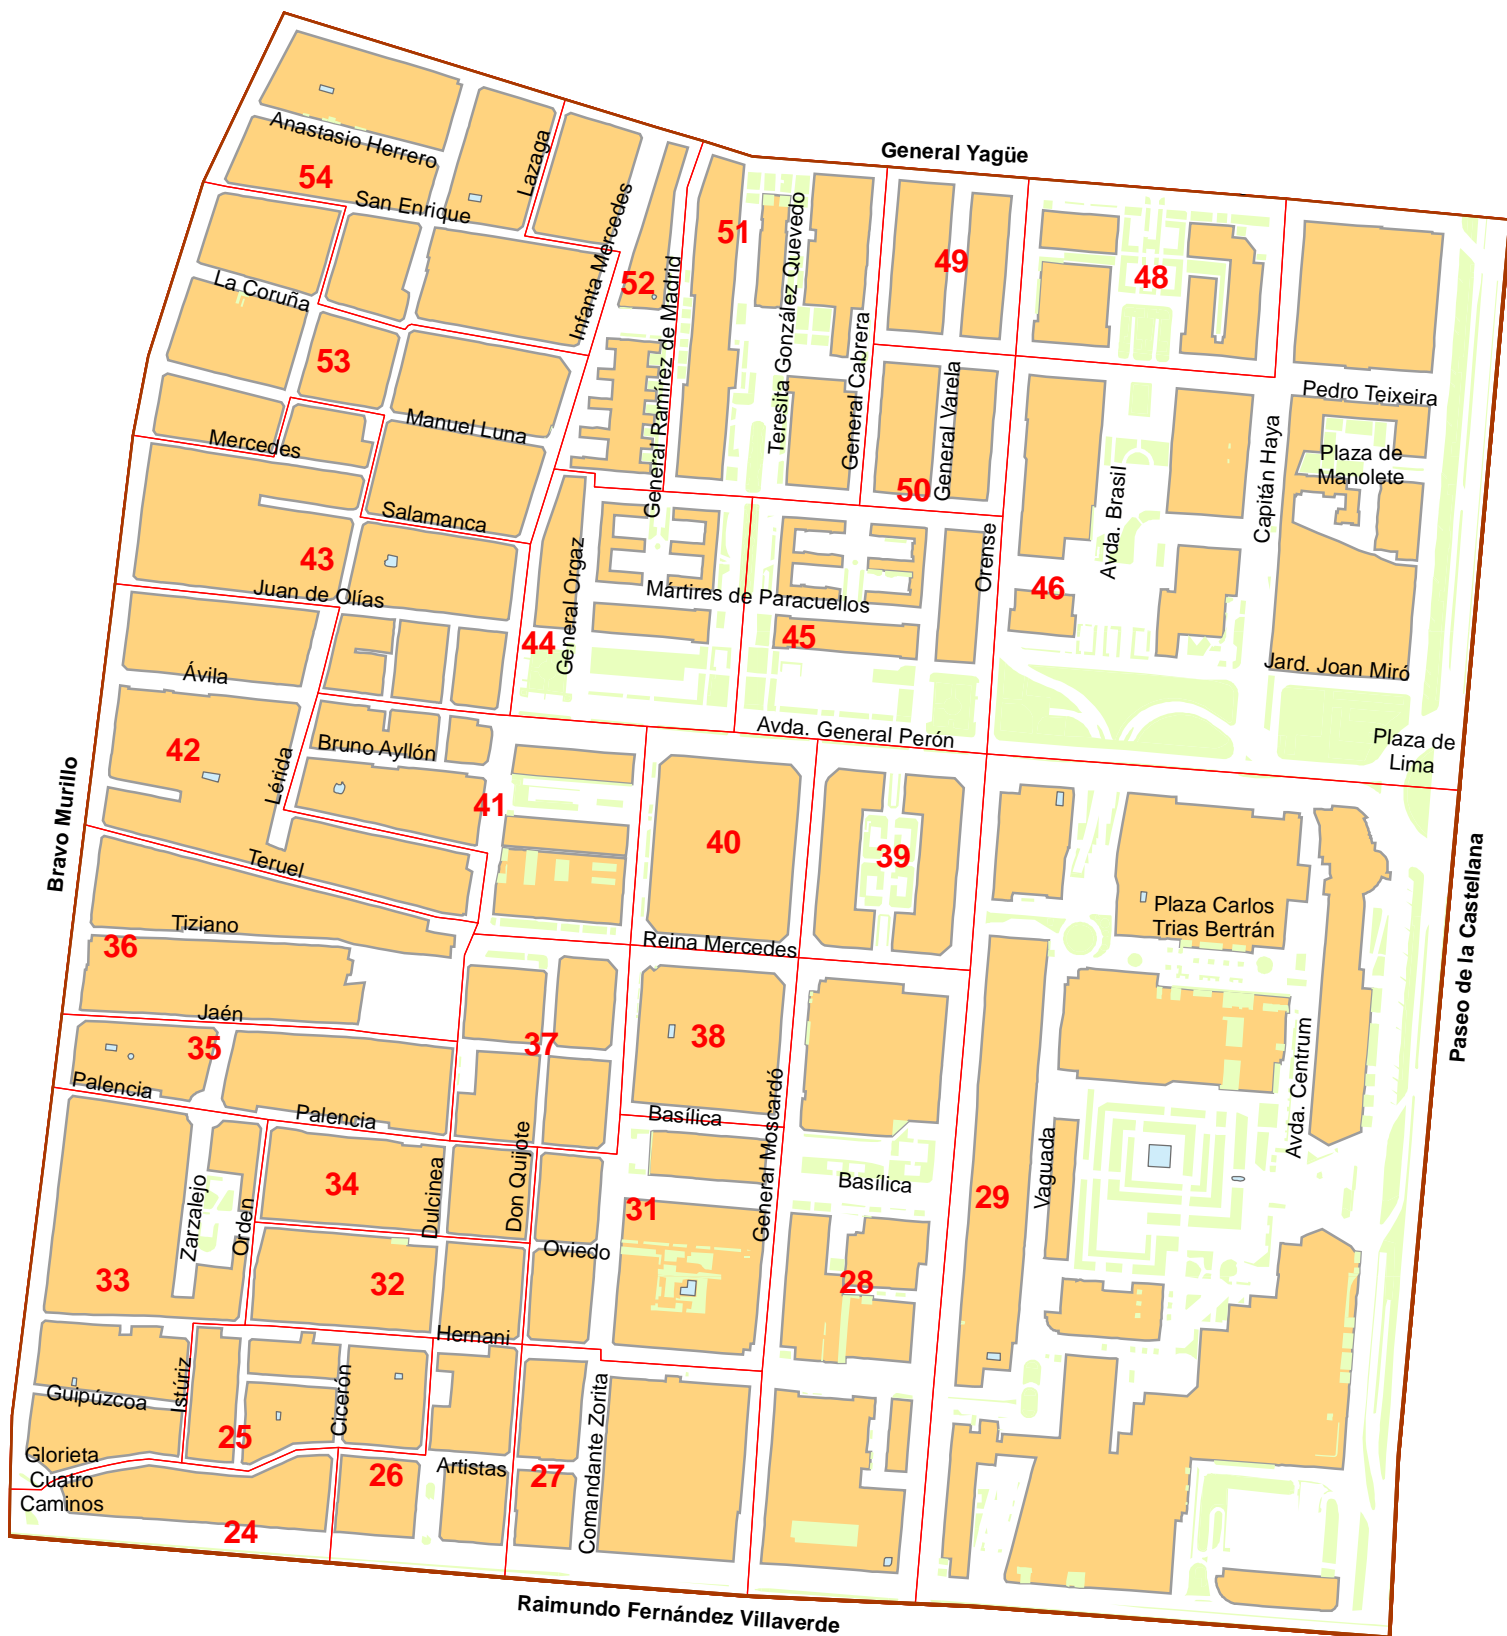 General Yagüe
Anastasio Herrero
Lazaga
54
San Enrique
Infanta Mercedes
51
Teresita González Quevedo
49
48
52
La Coruña
General Ramírez de Madrid
53
General Cabrera
General Varela
Pedro Teixeira
Manuel Luna
Mercedes
Capitán Haya
Plaza de
Manolete
Avda. Brasil
50
Salamanca
43
General Orgaz
Orense
Juan de Olías
Mártires de Paracuellos
46
44
45
Ávila
Jard. Joan Miró
Avda. General Perón
42
Bruno Ayllón
Plaza de
Lima
Lérida
41
Bravo Murillo
40
39
Teruel
Plaza Carlos
Trias Bertrán
Tiziano
36
Reina Mercedes
Paseo de la Castellana
Jaén
35
37
38
Avda. Centrum
Palencia
Palencia
Basílica
General Moscardó
Zarzalejo
Orden
34
Dulcinea
Don Quijote
31
Basílica
29
Vaguada
Oviedo
33
32
28
Hernani
Istúriz
Guipúzcoa
Cicerón
Comandante Zorita
25
Glorieta
Cuatro
Caminos
26
Artistas
27
24
Raimundo Fernández Villaverde